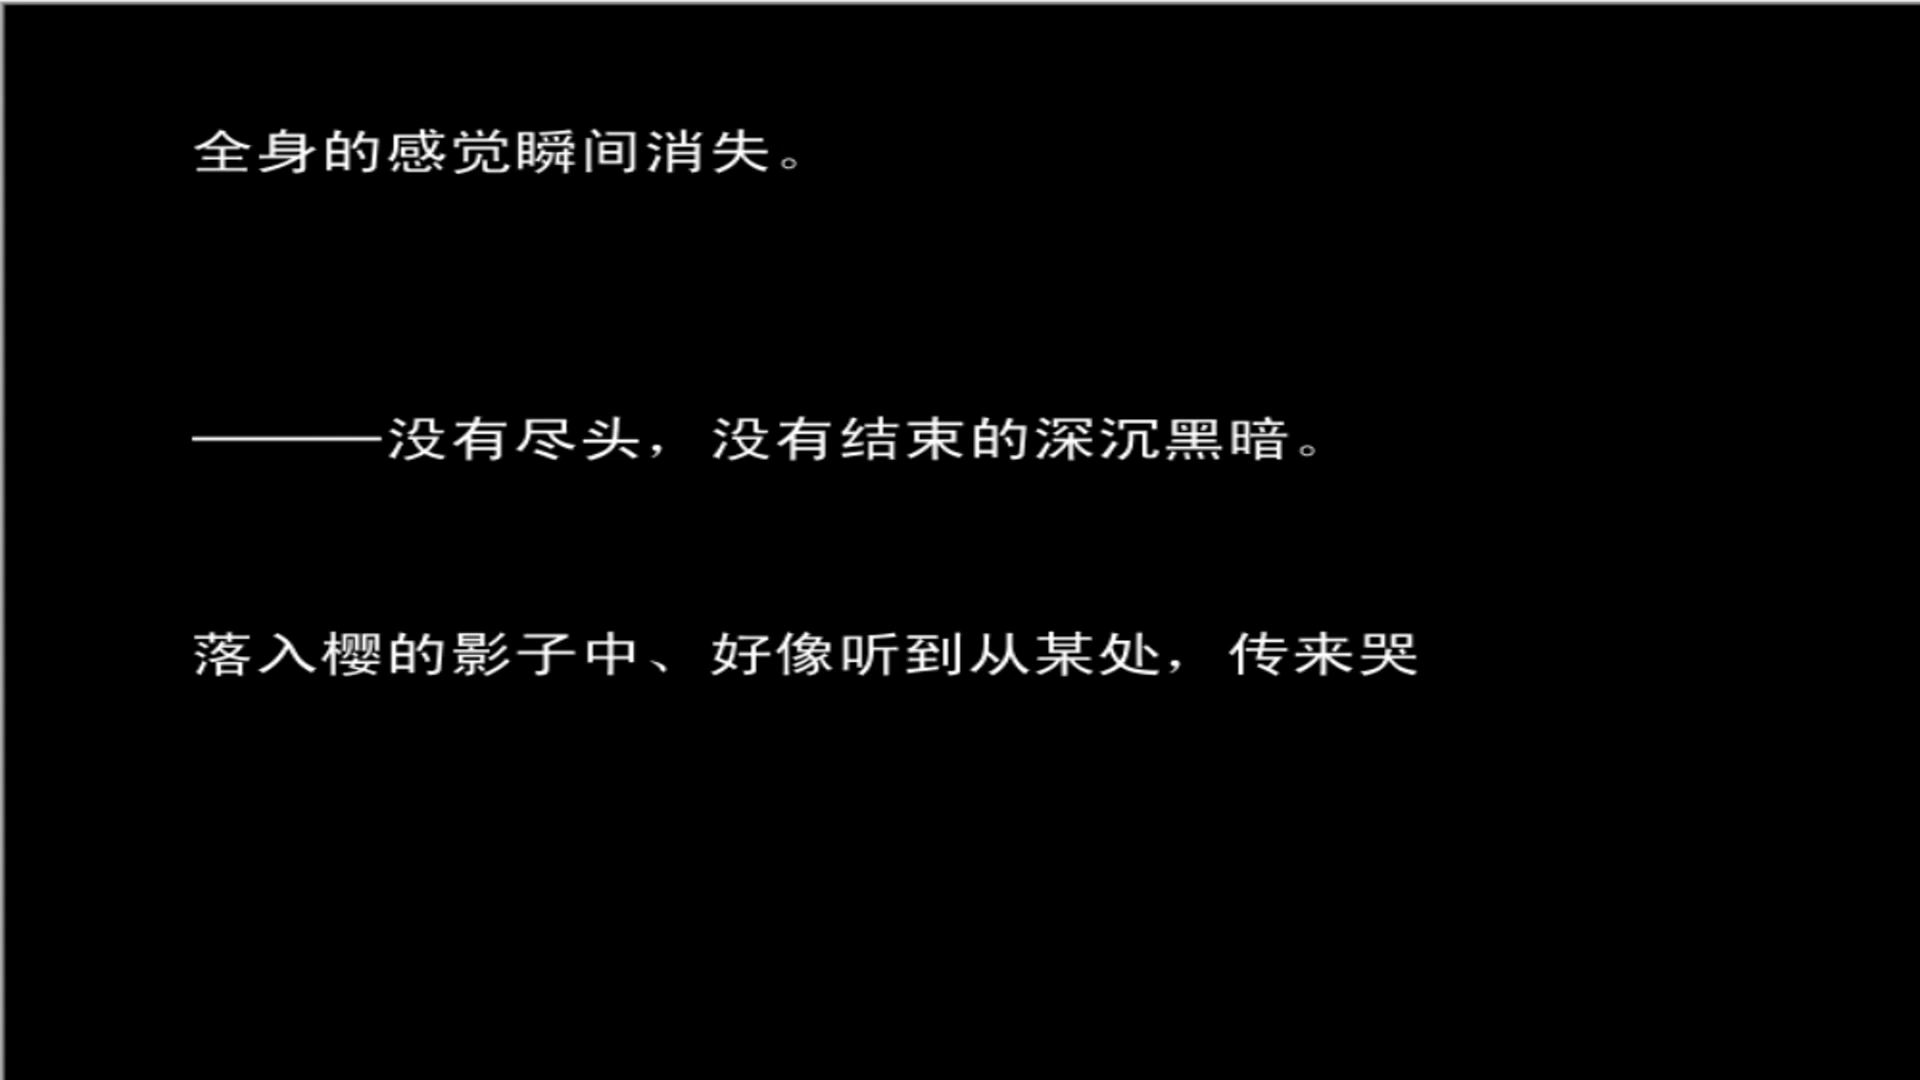 全身的感觉瞬间消失。
———没有尽头，没有结束的深沉黑暗。
落入樱的影子中、好像听到从某处，传来哭